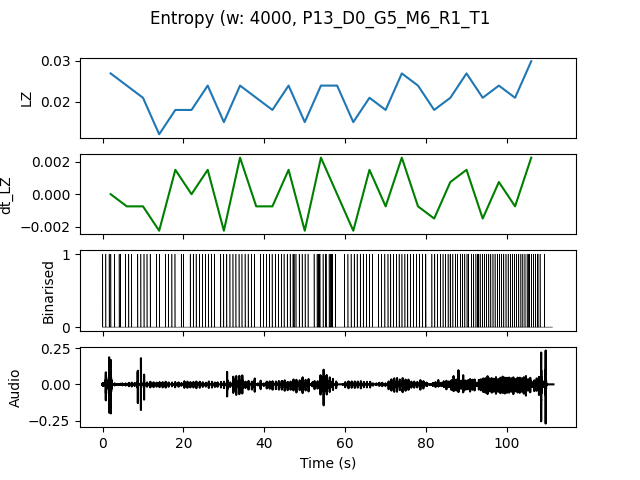 Entropy (w: 4000, P13_D0_G5_M6_R1_T1
LZ
0.03
0.02
dt_LZ
0.002
0.000
−0.002
Binarised
1
0
Audio
0.25
0.00
−0.25
0 20 40 60 80 100
Time (s)